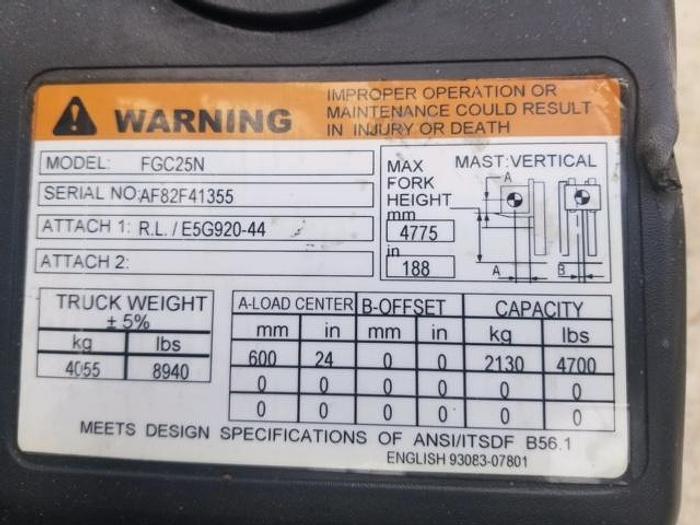 WARNING
IMPROPER OPERATION OR
MAINTENANCE COULD RESULT
IN INJURY OR DEATH
MODEL: FGC25N
SERIAL NO: AF82F41355
ATTACH 1: R.L. / E5G920-44
ATTACH 2:
MAX
FORK
HEIGHT
mm
4775
in
188
MAST: VERTICAL
A
A B
TRUCK WEIGHT
± 5%
kg lbs
4055 8940
A-LOAD CENTER B-OFFSET CAPACITY
mm in mm in kg lbs
600 24 0 0 2130 4700
0 0 0 0 0 0
0 0 0 0 0 0
MEETS DESIGN SPECIFICATIONS OF ANSI/ITSDF B56.1
ENGLISH 93083-07801